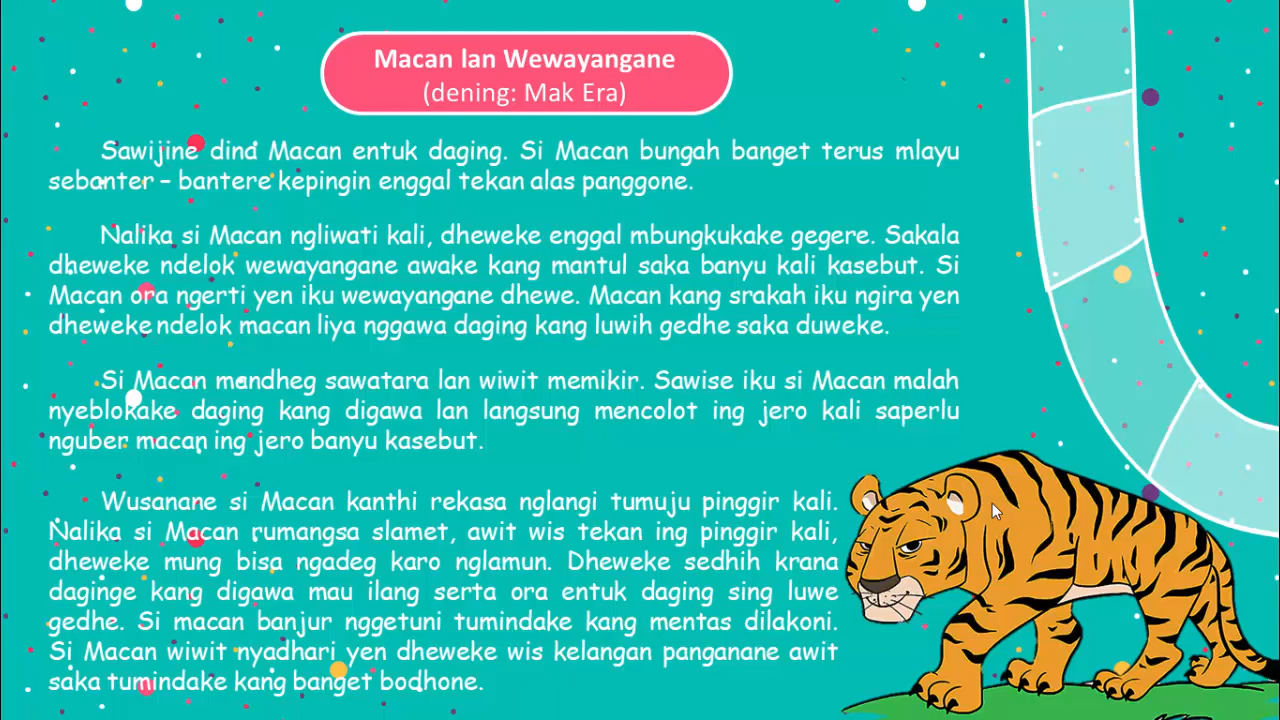 Macan lan Wewayangane
(dening: Mak Era)
Sawijine dina Macan entuk daging. Si Macan bungah banget terus mlayu
sebanter – bantere kepingin enggal tekan alas panggone.
Nalika si Macan ngliwati kali, dheweke enggal mbungkukake gegere. Sakala
dheweke ndelok wewayangane awake kang mantul saka banyu kali kasebut. Si
Macan ora ngerti yen iku wewayangane dhewe. Macan kang srakah iku ngira yen
dheweke ndelok macan liya nggawa daging kang luwih gedhe saka duweke.
Si Macan mandheg sawatara lan wiwit memikir. Sawise iku si Macan malah
nyeblokake daging kang digawa lan langsung mencolot ing jero kali saperlu
nguber macan ing jero banyu kasebut.
Wusanane si Macan kanthi rekasa nglangi tumuju pinggir kali.
Nalika si Macan rumangsa slamet, awit wis tekan ing pinggir kali,
dheweke mung bisa ngadeg karo nglamun. Dheweke sedhih krana
daginge kang digawa mau ilang serta ora entuk daging sing luwe
gedhe. Si macan banjur nggetuni tumindake kang mentas dilakoni.
Si Macan wiwit nyadhari yen dheweke wis kelangan panganane awit
saka tumindake kang banget bodhone.